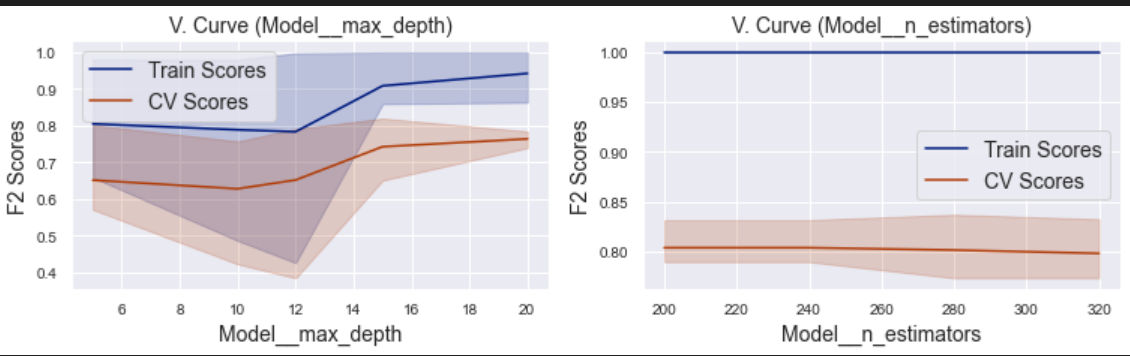 V. Curve (Model__max_depth)
1.0
0.9
0.8
0.7
0.6
0.5
0.4
F2 Scores
Train Scores
CV Scores
6 8 10 12 14 16 18 20
Model__max_depth
V. Curve (Model__n_estimators)
1.00
0.95
0.90
0.85
0.80
F2 Scores
Train Scores
CV Scores
200 220 240 260 280 300 320
Model__n_estimators